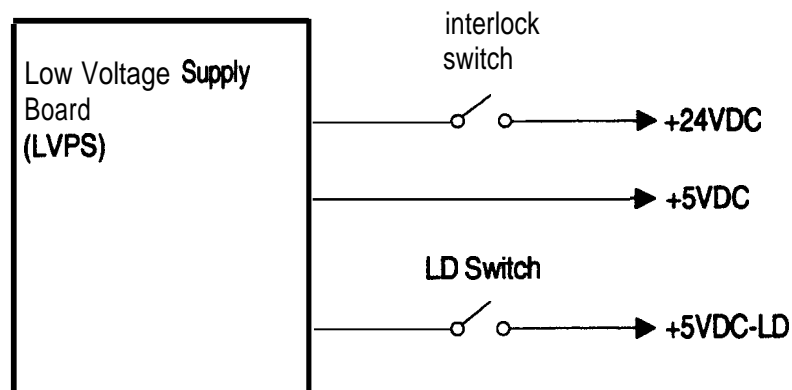 interlock
switch
Low Voltage Supply
Board
(LVPS)
+24VDC
+5VDC
LD Switch
+5VDC-LD